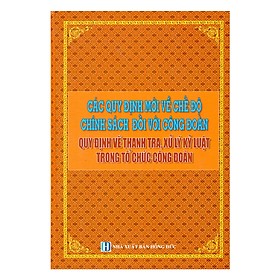 CÁC QUY ĐỊNH MỚI VỀ CHẾ ĐỘ
CHÍNH SÁCH ĐỐI VỚI CÔNG ĐOÀN
QUY ĐỊNH VỀ THANH TRA, XỬ LÝ KỶ LUẬT
TRONG TỔ CHỨC CÔNG ĐOÀN
NHÀ XUẤT BẢN HỒNG ĐỨC